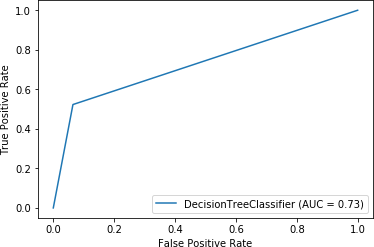 1.0
0.8
0.6
0.4
0.2
0.0
True Positive Rate
DecisionTreeClassifier (AUC = 0.73)
0.0 0.2 0.4 0.6 0.8 1.0
False Positive Rate